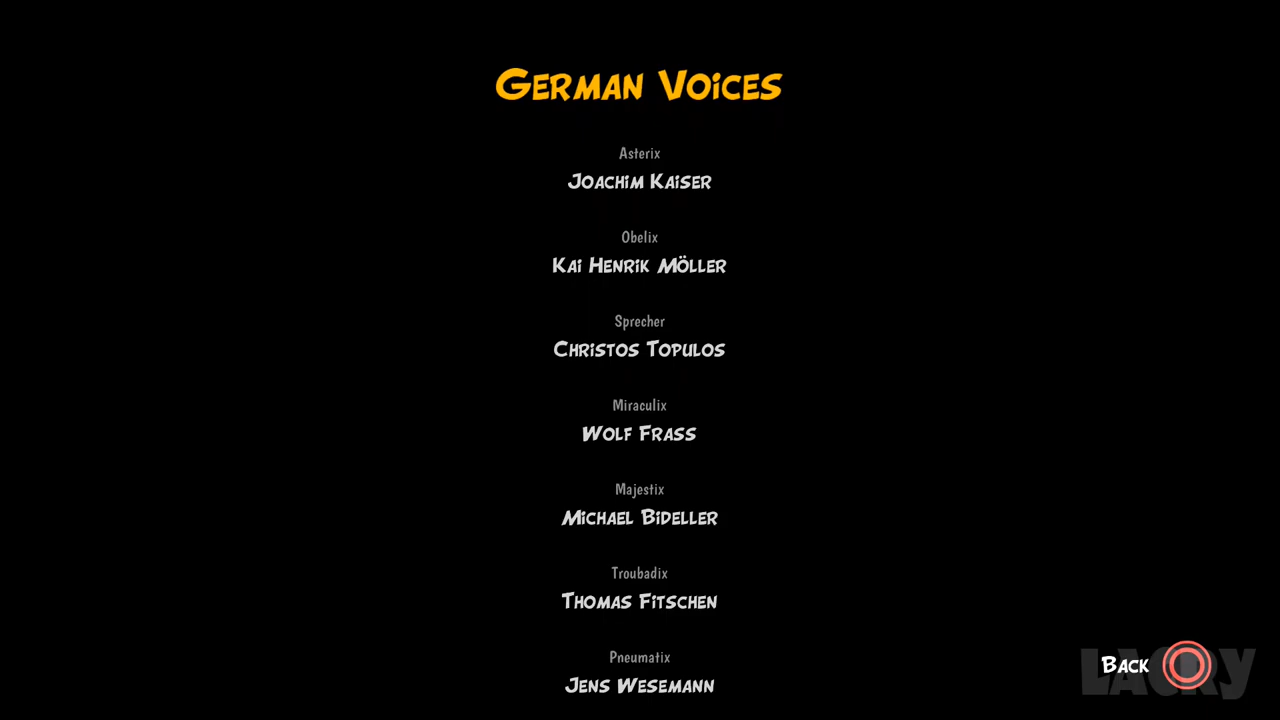 German Voices
Asterix
Joachim Kaiser
Obelix
Kai Henrik Möller
Sprecher
Christos Topulos
Miraculix
Wolf Frass
Majestix
Michael Bideller
Troubadix
Thomas Fitschen
Pneumatix
Jens Wesemann
Back
LACRY